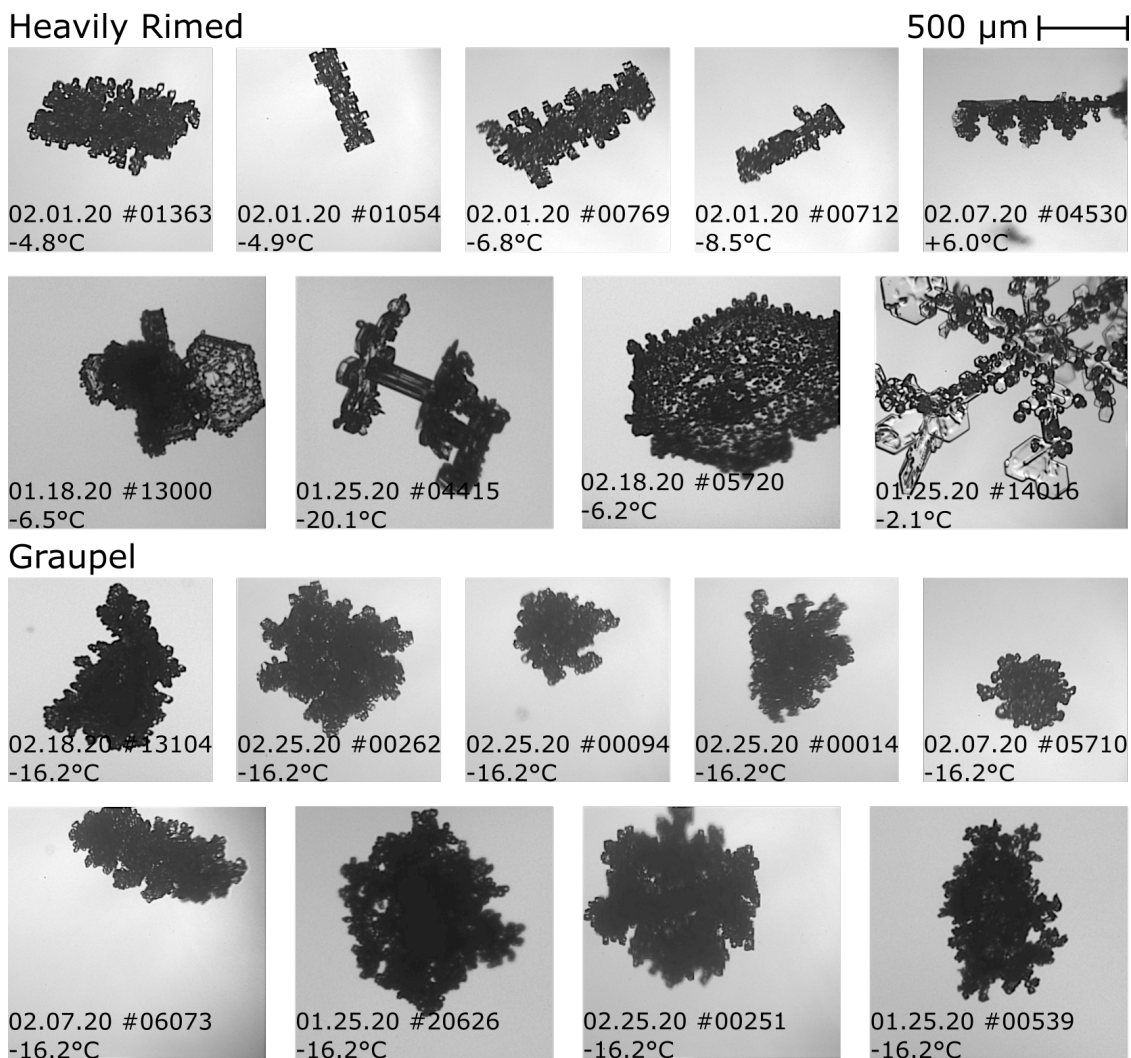 Heavily Rimed
500 µm
02.01.20 #01363
-4.8°C
02.01.20 #01054
-4.9°C
02.01.20 #00769
-6.8°C
02.01.20 #00712
-8.5°C
02.07.20 #04530
+6.0°C
01.18.20 #13000
-6.5°C
01.25.20 #04415
-20.1°C
02.18.20 #05720
-6.2°C
01.25.20 #14016
-2.1°C
Graupel
02.18.20 #13104
-16.2°C
02.25.20 #00262
-16.2°C
02.25.20 #00094
-16.2°C
02.25.20 #00014
-16.2°C
02.07.20 #05710
-16.2°C
02.07.20 #06073
-16.2°C
01.25.20 #20626
-16.2°C
02.25.20 #00251
-16.2°C
01.25.20 #00539
-16.2°C